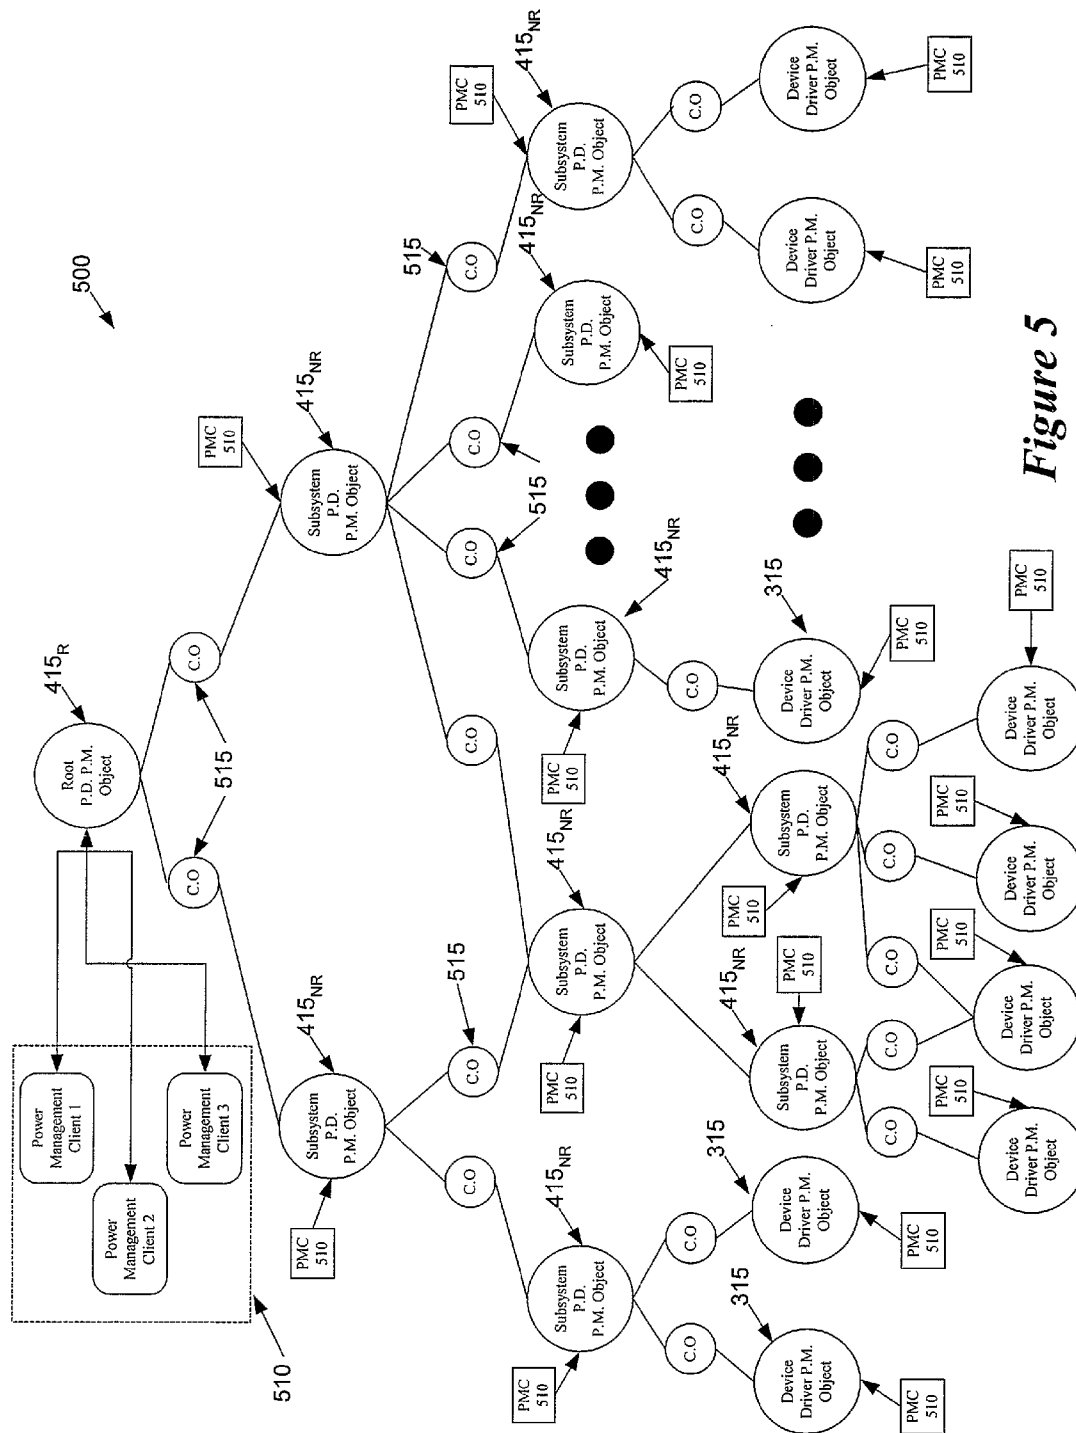 500
Power
Management
Client 1
Power
Management
Client 2
Power
Management
Client 3
510
Root
P.D. P.M.
Object
415R
C.O
C.O
515
PMC
510
Subsystem
P.D.
P.M. Object
415NR
PMC
510
Subsystem
P.D.
P.M. Object
415NR
C.O
C.O
515
C.O
C.O
515
C.O
C.O
515
PMC
510
Subsystem
P.D.
P.M. Object
415NR
PMC
510
Subsystem
P.D.
P.M. Object
415NR
PMC
510
Subsystem
P.D.
P.M. Object
415NR
Subsystem
P.D.
P.M. Object
415NR
PMC
510
PMC
510
Subsystem
P.D.
P.M. Object
415NR
C.O
C.O
C.O
C.O
C.O
315
Device
Driver P.M.
Object
PMC
510
315
Device
Driver P.M.
Object
PMC
510
415NR
Subsystem
P.D.
P.M. Object
PMC
510
PMC
510
415NR
Subsystem
P.D.
P.M. Object
315
Device
Driver P.M.
Object
PMC
510
Device
Driver P.M.
Object
PMC
510
Device
Driver P.M.
Object
PMC
510
C.O
C.O
C.O
C.O
C.O
PMC
510
Device
Driver P.M.
Object
PMC
510
Device
Driver P.M.
Object
PMC
510
Device
Driver P.M.
Object
PMC
510
Device
Driver P.M.
Object
Figure 5